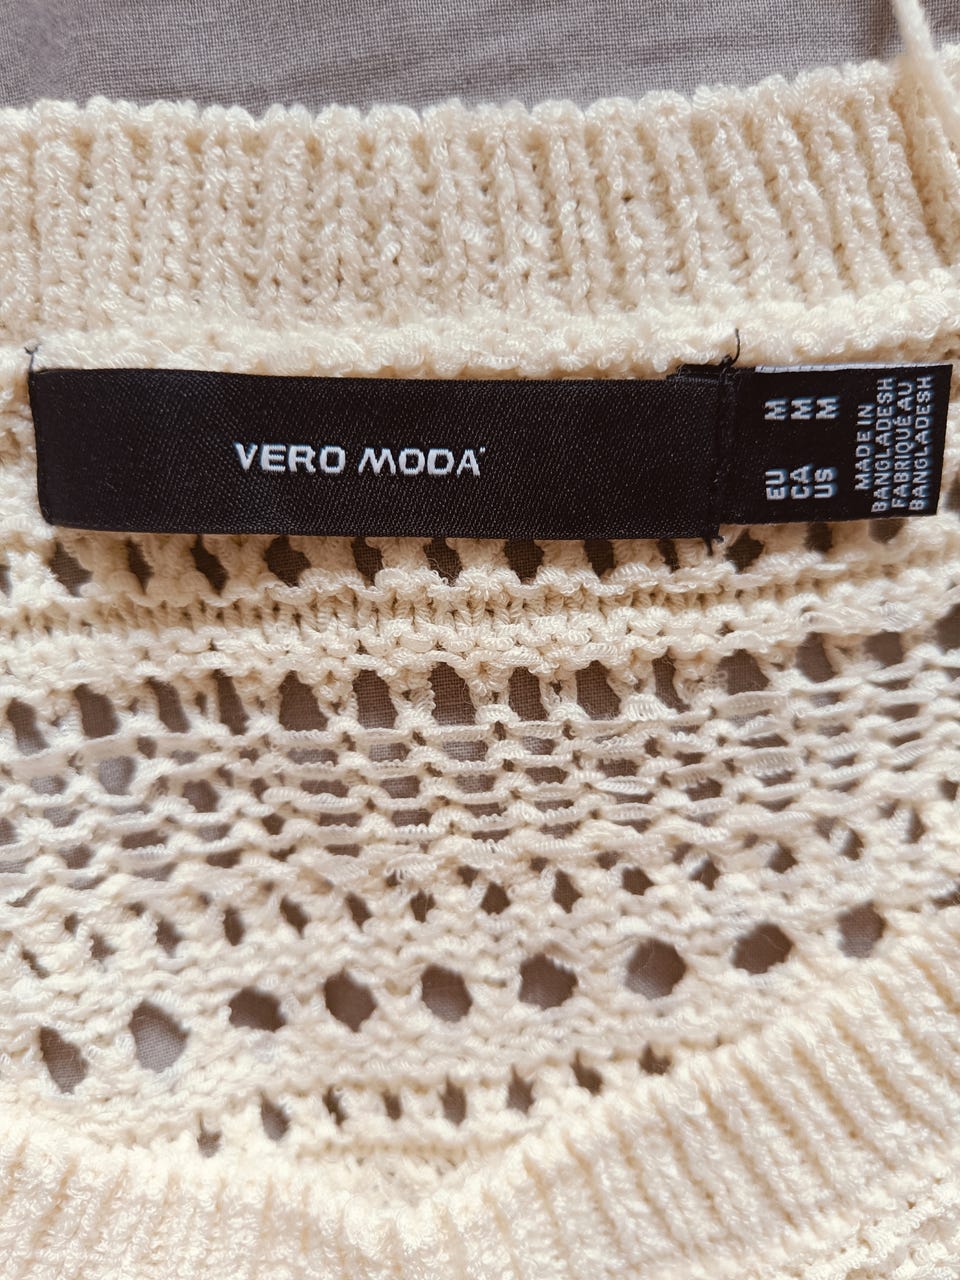 VERO MODA
EU M
CA M
US M
MADE IN
BANGLADESH
FABRIQUÉ AU
BANGLADESH